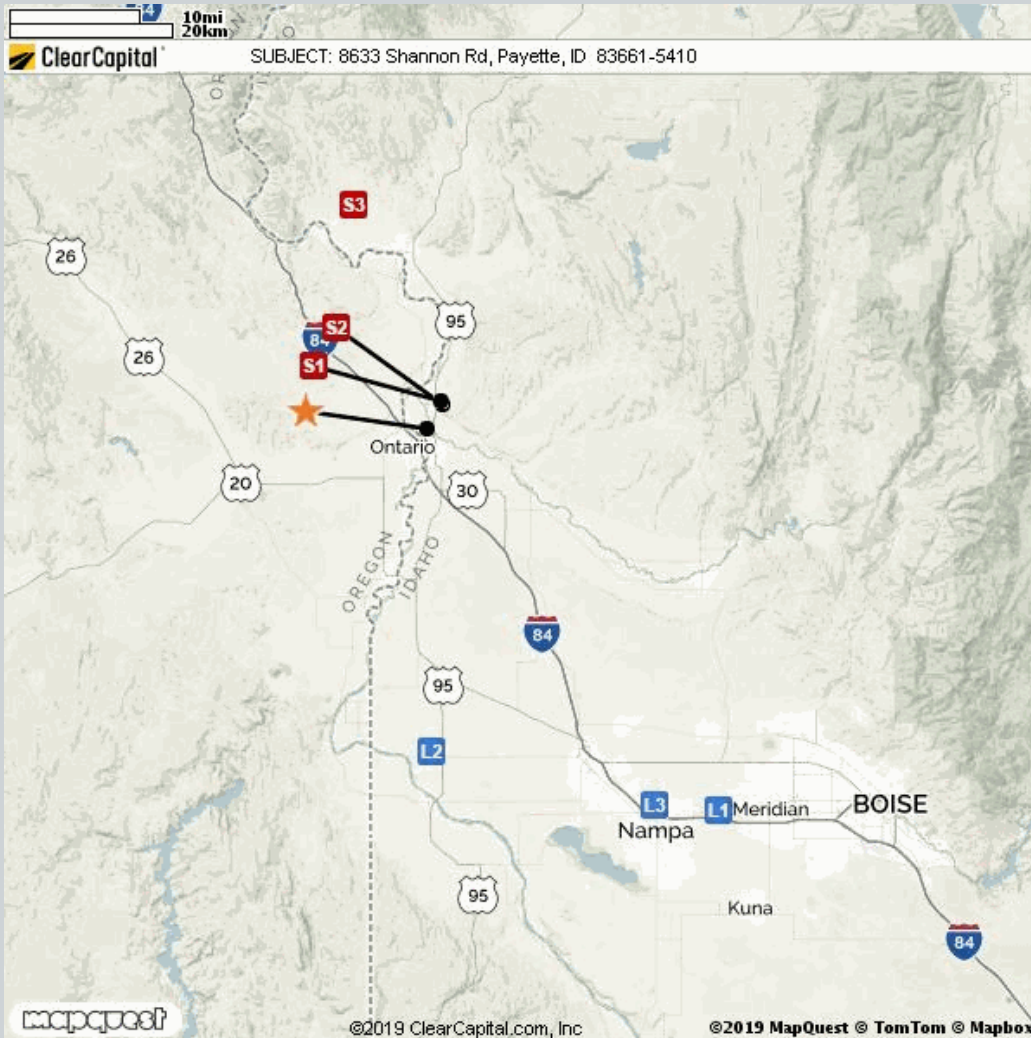 10mi
20km
ClearCapital
SUBJECT: 8633 Shannon Rd, Payette, ID 83661-5410
S3
26
95
S2
84
26
S1
Ontario
20
30
OREGON
IDAHO
84
95
L2
L3
L1
Meridian
BOISE
Nampa
95
Kuna
84
mapquest
©2019 ClearCapital.com, Inc
©2019 MapQuest © TomTom © Mapbox